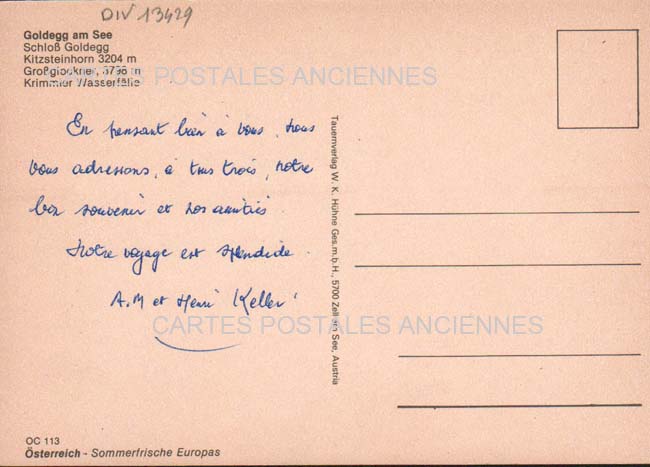 DIV 13429
Goldegg am See
Schloß Goldegg
Kitzsteinhorn 3204 m
Großglockner, 3798 m
Krimmler Wasserfälle
CARTES POSTALES ANCIENNES
En pensant bien à vous, nous
vous adressons, à tous trois, notre
bon souvenir et nos amitiés.
Notre voyage est splendide.
A.M et Henri Keller
CARTES POSTALES ANCIENNES
Tauernverlag W. K. Hühne Ges.m.b.H., 5700 Zell am See, Austria
OC 113
Österreich - Sommerfrische Europas